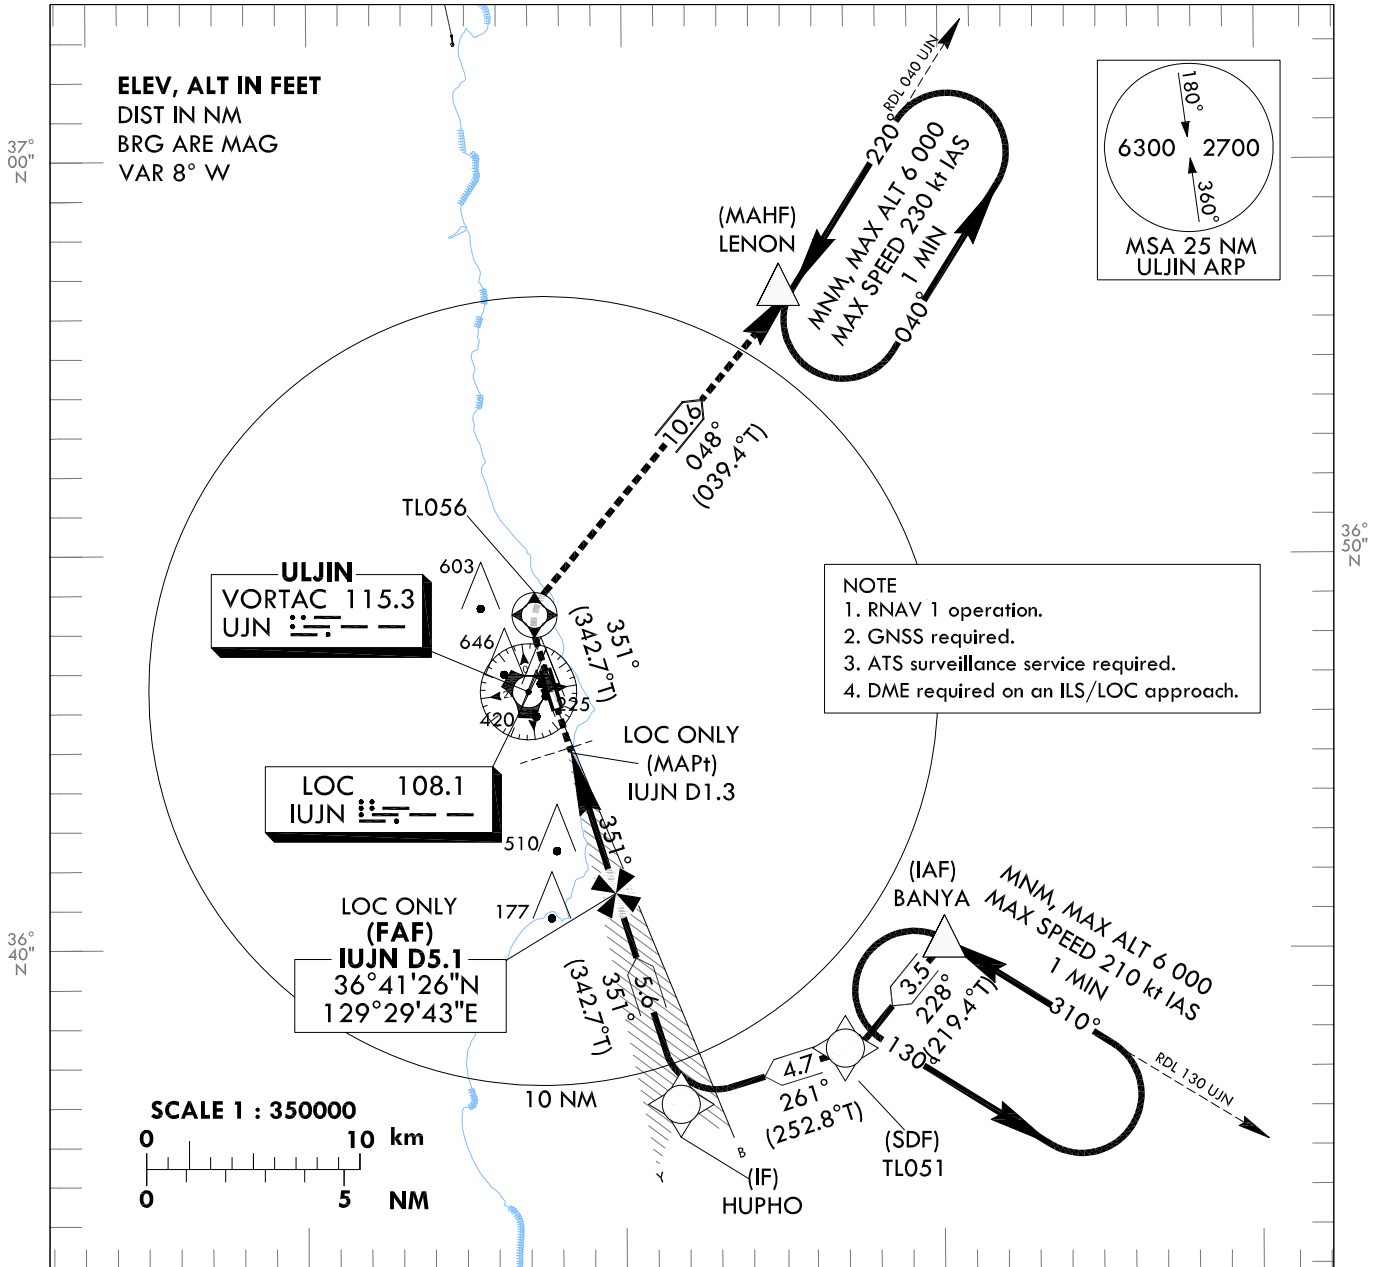 ELEV, ALT IN FEET
DIST IN NM
BRG ARE MAG
VAR 8° W
37°
00"
N
RDL 040 UJN
220°
MNM, MAX ALT 6 000
MAX SPEED 230 kt IAS
1 MIN
040°
(MAHF)
LENON
180°
6300 2700
360°
MSA 25 NM
ULJIN ARP
10.6
048°
(039.4°T)
TL056
603
ULJIN
VORTAC 115.3
UJN
646
351°
(342.7°T)
225
420
36°
50"
N
NOTE
1. RNAV 1 operation.
2. GNSS required.
3. ATS surveillance service required.
4. DME required on an ILS/LOC approach.
LOC ONLY
(MAPt)
IUJN D1.3
LOC 108.1
IUJN
510
351°
177
LOC ONLY
(FAF)
IUJN D5.1
36°41'26"N
129°29'43"E
36°
40"
N
(IAF)
BANYA
MNM, MAX ALT 6 000
MAX SPEED 210 kt IAS
1 MIN
310°
130°
RDL 130 UJN
3.5
228°
(219.4°T)
5.6
351°
(342.7°T)
4.7
261°
(252.8°T)
10 NM
(SDF)
TL051
(IF)
HUPHO
B
Y
SCALE 1 : 350000
0 10 km
0 5 NM